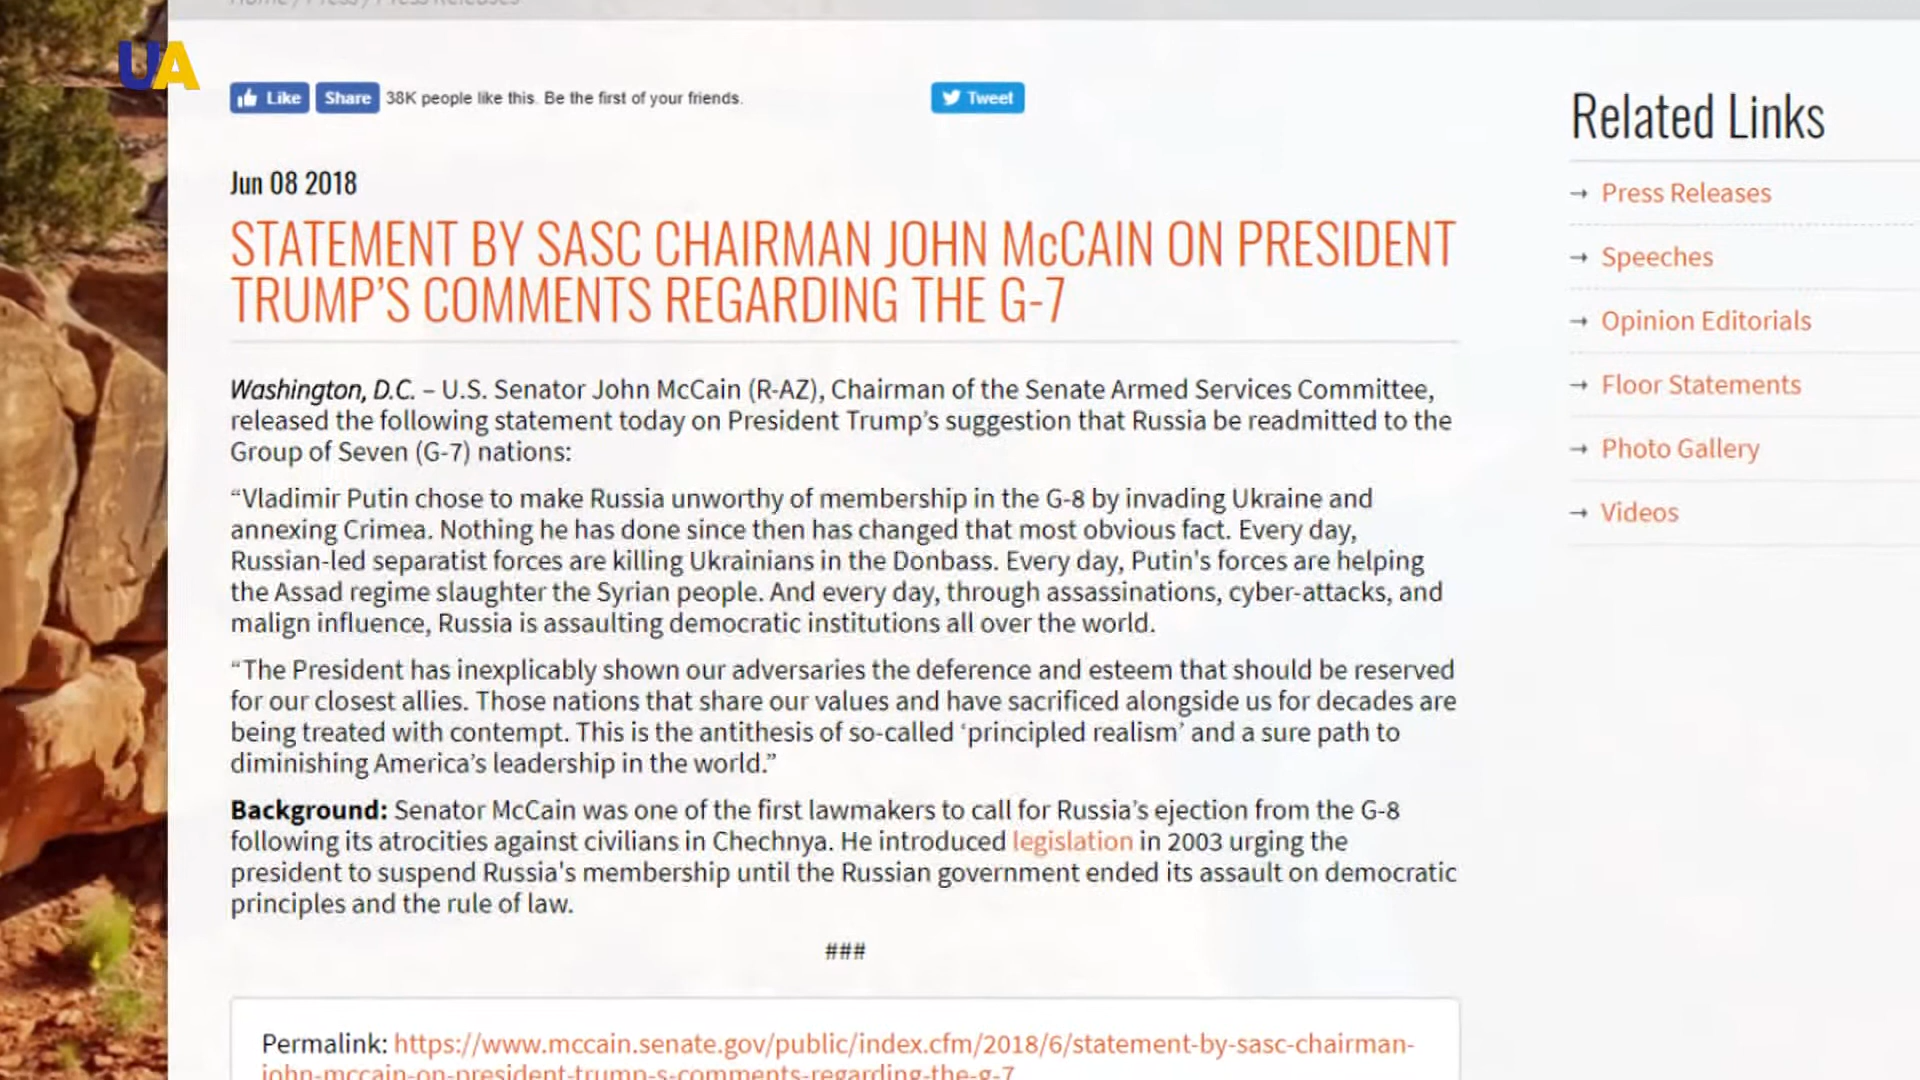 Home / Press / Press Releases
UA
Like Share 38K people like this. Be the first of your friends. Tweet
Jun 08 2018
STATEMENT BY SASC CHAIRMAN JOHN McCAIN ON PRESIDENT
TRUMP’S COMMENTS REGARDING THE G-7
Washington, D.C. – U.S. Senator John McCain (R-AZ), Chairman of the Senate Armed Services Committee,
released the following statement today on President Trump’s suggestion that Russia be readmitted to the
Group of Seven (G-7) nations:
“Vladimir Putin chose to make Russia unworthy of membership in the G-8 by invading Ukraine and
annexing Crimea. Nothing he has done since then has changed that most obvious fact. Every day,
Russian-led separatist forces are killing Ukrainians in the Donbass. Every day, Putin's forces are helping
the Assad regime slaughter the Syrian people. And every day, through assassinations, cyber-attacks, and
malign influence, Russia is assaulting democratic institutions all over the world.
“The President has inexplicably shown our adversaries the deference and esteem that should be reserved
for our closest allies. Those nations that share our values and have sacrificed alongside us for decades are
being treated with contempt. This is the antithesis of so-called ‘principled realism’ and a sure path to
diminishing America’s leadership in the world.”
Background: Senator McCain was one of the first lawmakers to call for Russia’s ejection from the G-8
following its atrocities against civilians in Chechnya. He introduced legislation in 2003 urging the
president to suspend Russia's membership until the Russian government ended its assault on democratic
principles and the rule of law.
###
Permalink: https://www.mccain.senate.gov/public/index.cfm/2018/6/statement-by-sasc-chairman-
john-mccain-on-president-trump-s-comments-regarding-the-g-7
Related Links
→ Press Releases
→ Speeches
→ Opinion Editorials
→ Floor Statements
→ Photo Gallery
→ Videos